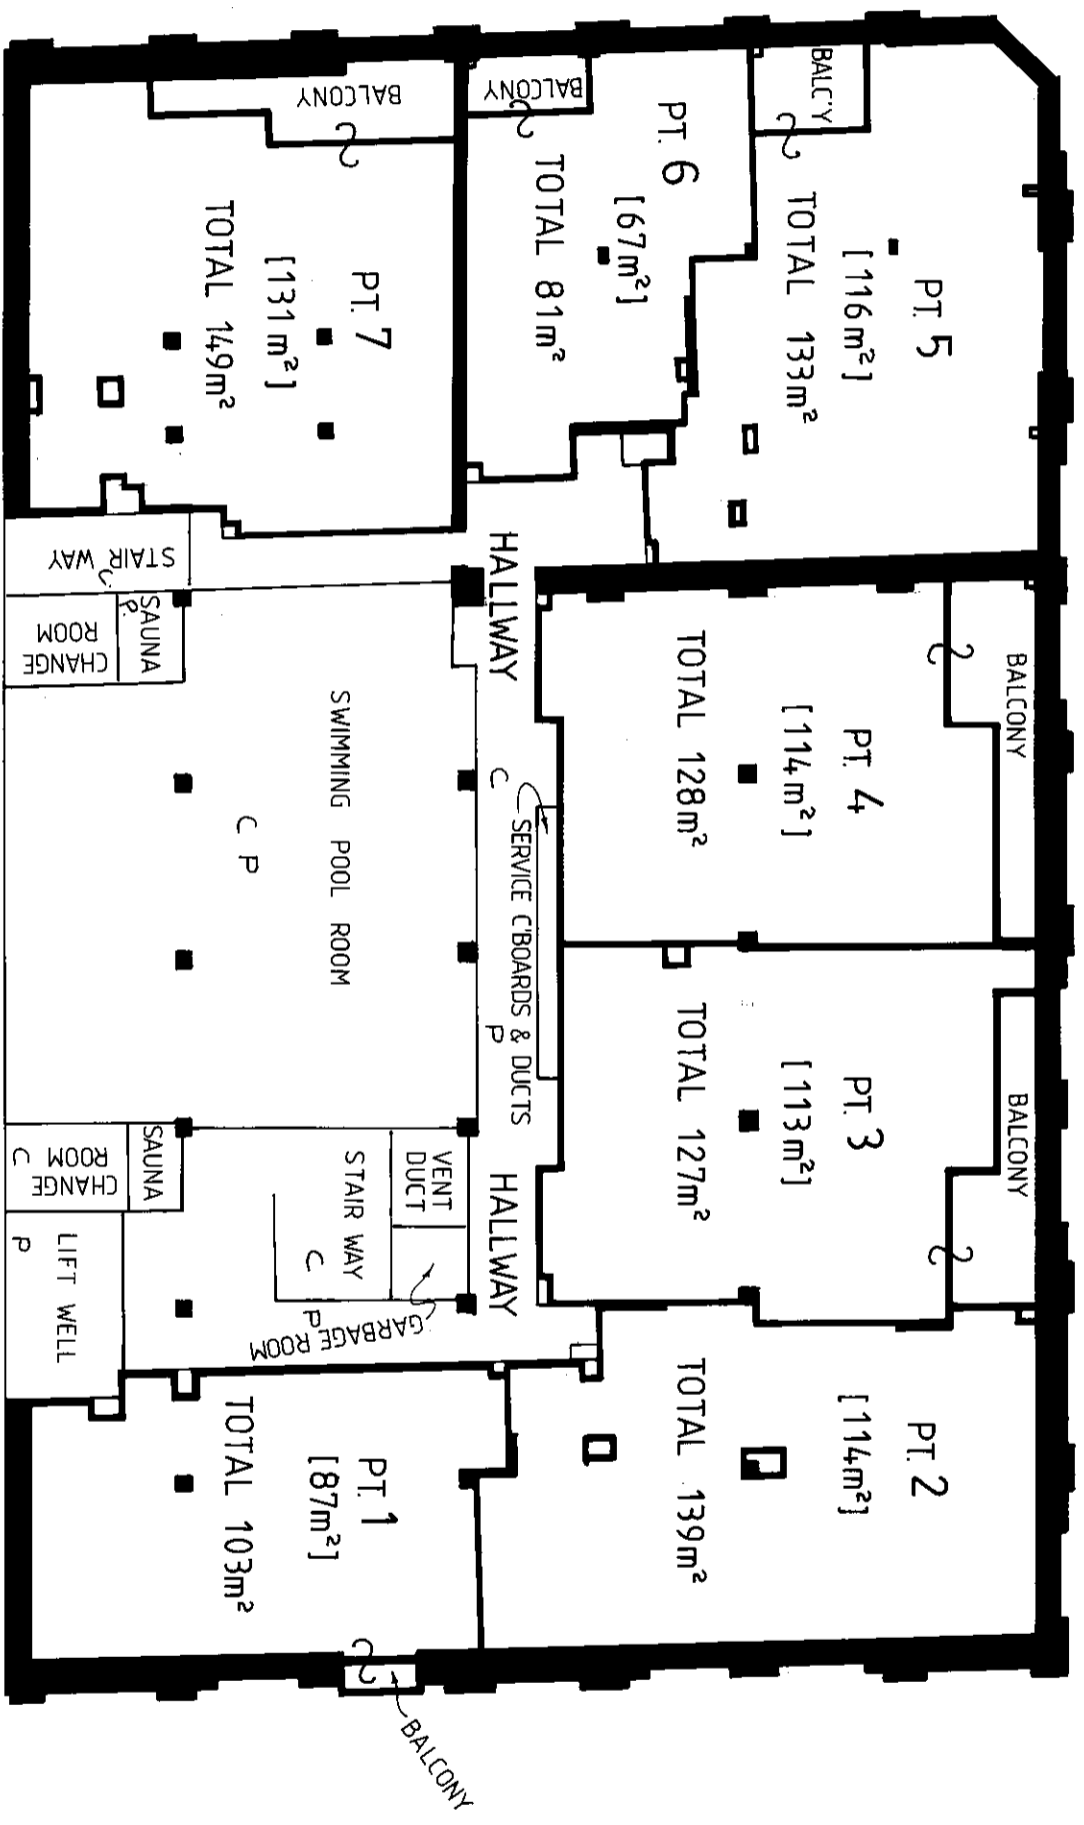 BALC'Y
PT. 5
[116m²]
TOTAL 133m²
BALCONY
PT. 6
[67m²]
TOTAL 81m²
BALCONY
PT. 7
[131m²]
TOTAL 149m²
BALCONY
PT. 4
[114m²]
TOTAL 128m²
BALCONY
PT. 3
[113m²]
TOTAL 127m²
PT. 2
[114m²]
TOTAL 139m²
PT. 1
[87m²]
TOTAL 103m²
BALCONY
HALLWAY
C
SERVICE C'BOARDS & DUCTS
P
HALLWAY
STAIR WAY
C
P.
SAUNA
CHANGE
ROOM
SWIMMING POOL ROOM
C P
VENT
DUCT
STAIR WAY
C P
GARBAGE ROOM
SAUNA
CHANGE
ROOM
C
LIFT WELL
P